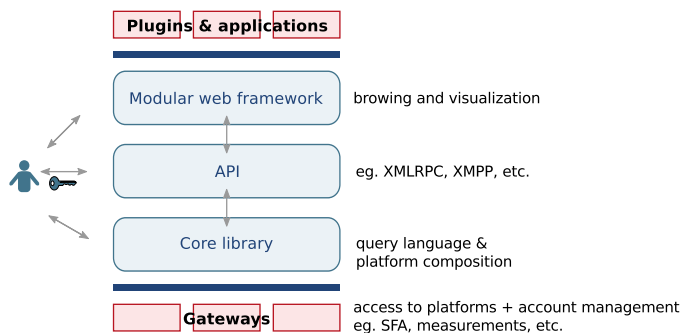 Plugins & applications
Modular web framework
browing and visualization
API
eg. XMLRPC, XMPP, etc.
Core library
query language &
platform composition
Gateways
access to platforms + account management
eg. SFA, measurements, etc.